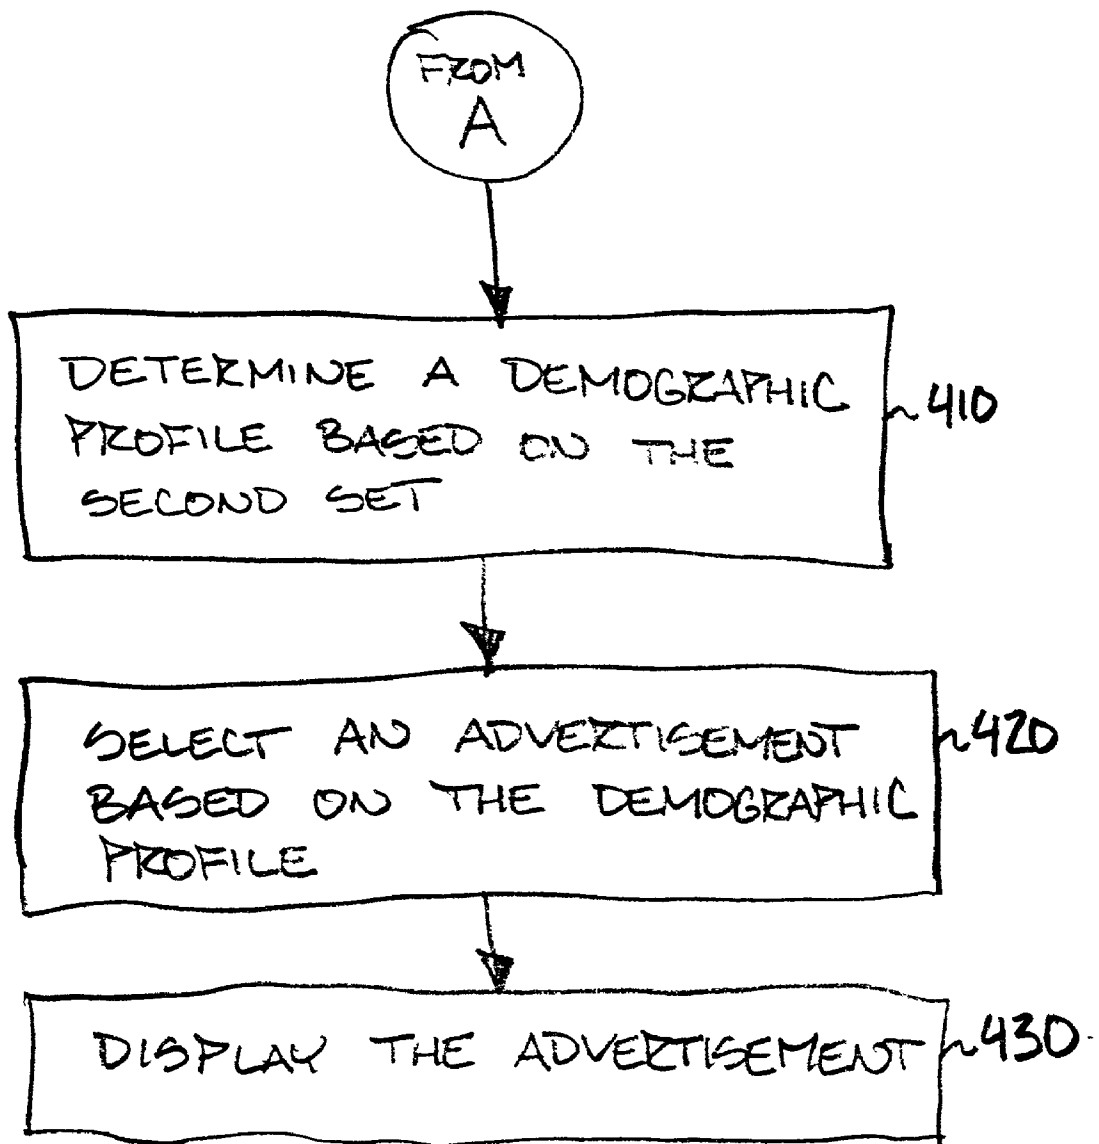 FROM
A
DETERMINE A DEMOGRAPHIC
PROFILE BASED ON THE
SECOND SET
410
SELECT AN ADVERTISEMENT
BASED ON THE DEMOGRAPHIC
PROFILE
420
DISPLAY THE ADVERTISEMENT
430